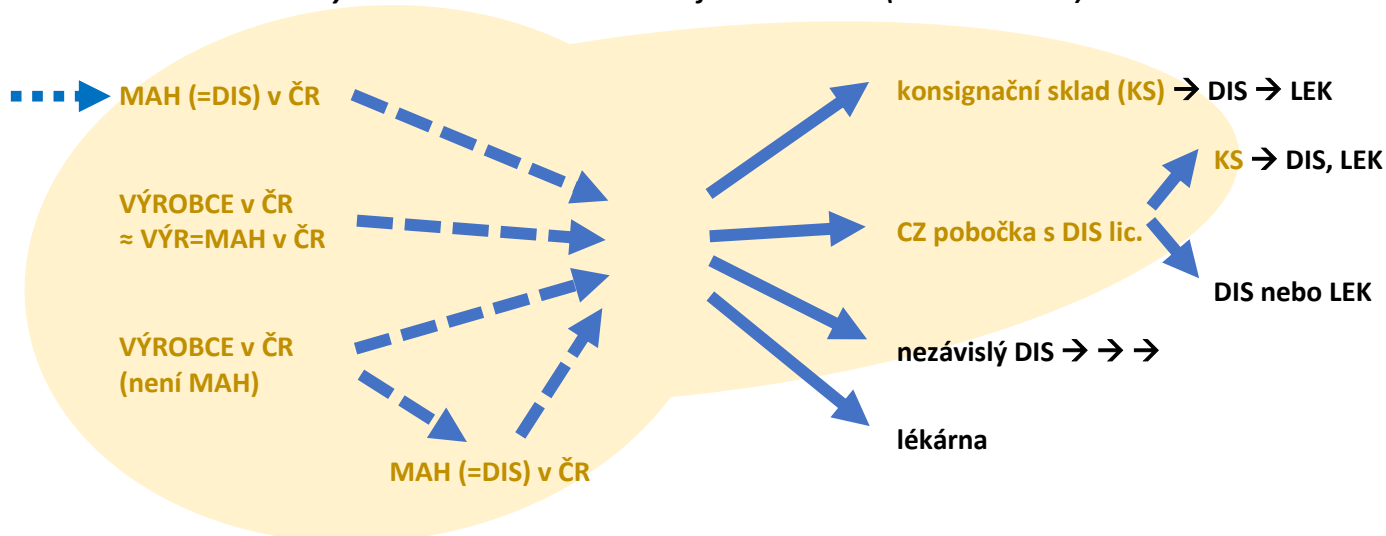 MAH (=DIS) v ČR
VÝROBCE v ČR
≈ VÝR=MAH v ČR
VÝROBCE v ČR
(není MAH)
MAH (=DIS) v ČR
konsignační sklad (KS) → DIS → LEK
KS → DIS, LEK
CZ pobočka s DIS lic.
DIS nebo LEK
nezávislý DIS → → →
lékárna